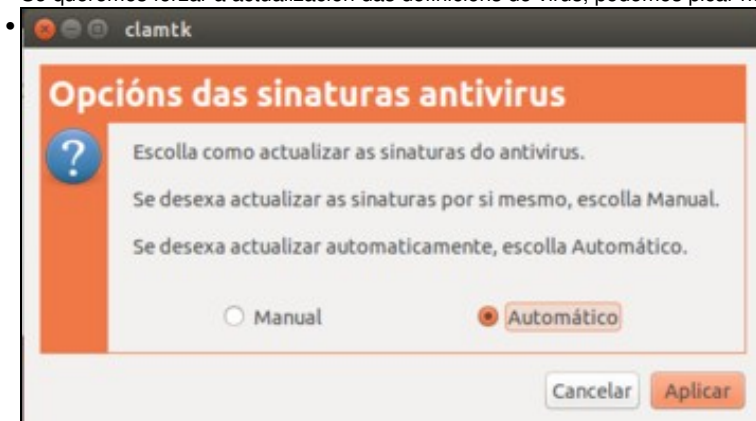 clamtk
Opcións das sinaturas antivirus
Escolla como actualizar as sinaturas do antivirus.
Se desexa actualizar as sinaturas por si mesmo, escolla Manual.
Se desexa actualizar automaticamente, escolla Automático.
Manual Automático
Cancelar Aplicar